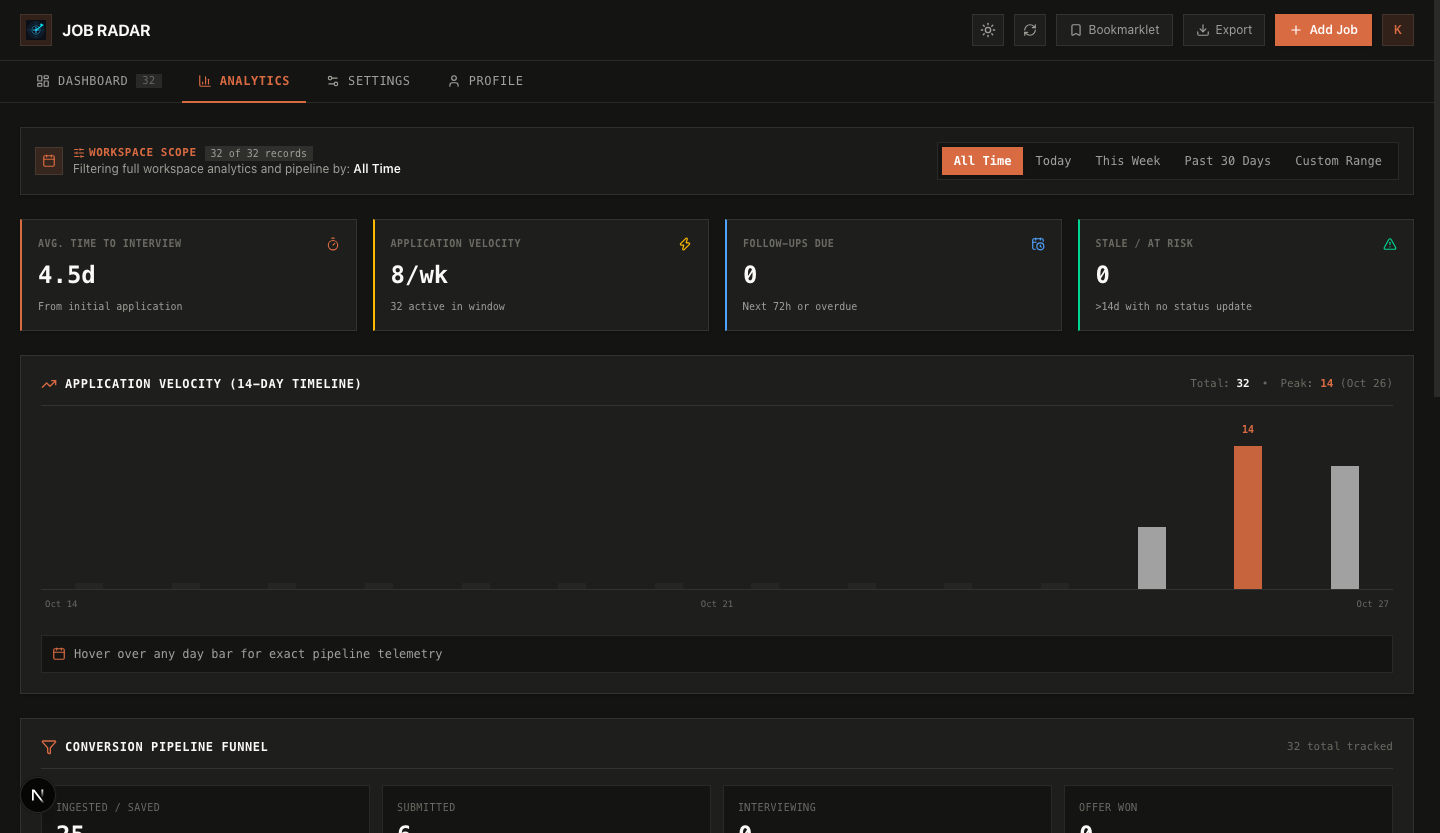 JOB RADAR
Bookmarklet
Export
Add Job
K
DASHBOARD 32
ANALYTICS
SETTINGS
PROFILE
WORKSPACE SCOPE 32 of 32 records
Filtering full workspace analytics and pipeline by: All Time
All Time
Today
This Week
Past 30 Days
Custom Range
AVG. TIME TO INTERVIEW
4.5d
From initial application
APPLICATION VELOCITY
8/wk
32 active in window
FOLLOW-UPS DUE
0
Next 72h or overdue
STALE / AT RISK
0
>14d with no status update
APPLICATION VELOCITY (14-DAY TIMELINE)
Total: 32 • Peak: 14 (Oct 26)
14
Oct 14
Oct 21
Oct 27
Hover over any day bar for exact pipeline telemetry
CONVERSION PIPELINE FUNNEL
32 total tracked
N
INGESTED / SAVED
25
SUBMITTED
6
INTERVIEWING
0
OFFER WON
0